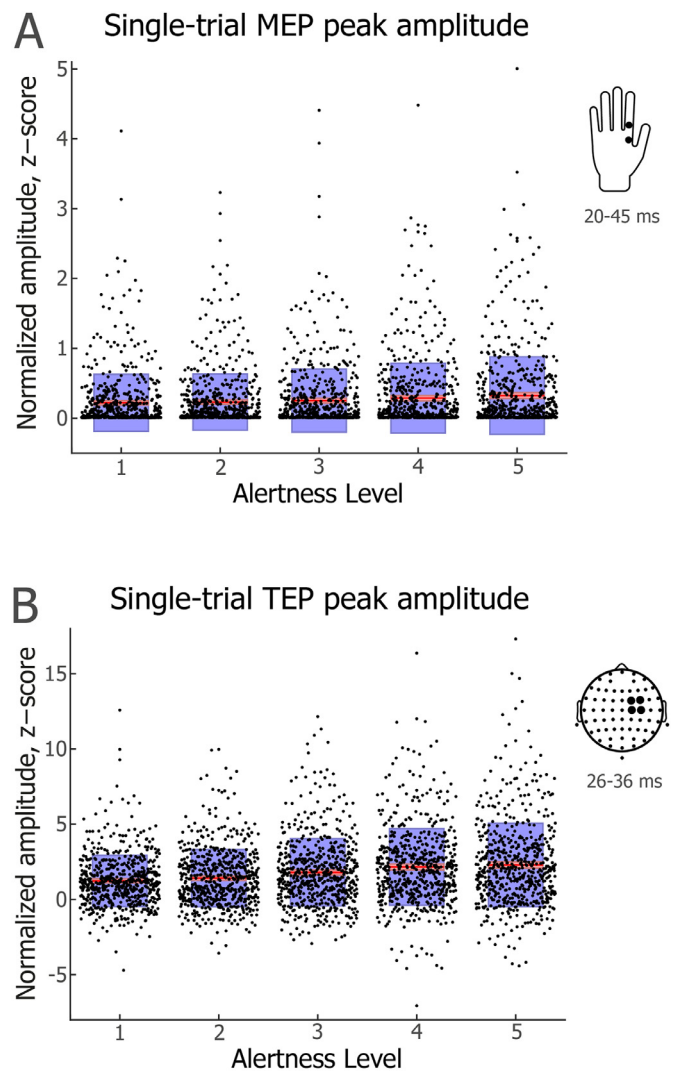 A
Single-trial MEP peak amplitude
Normalized amplitude, z-score
5
4
3
2
1
0
1 2 3 4 5
Alertness Level
20-45 ms
B
Single-trial TEP peak amplitude
Normalized amplitude, z-score
15
10
5
0
-5
1 2 3 4 5
Alertness Level
26-36 ms